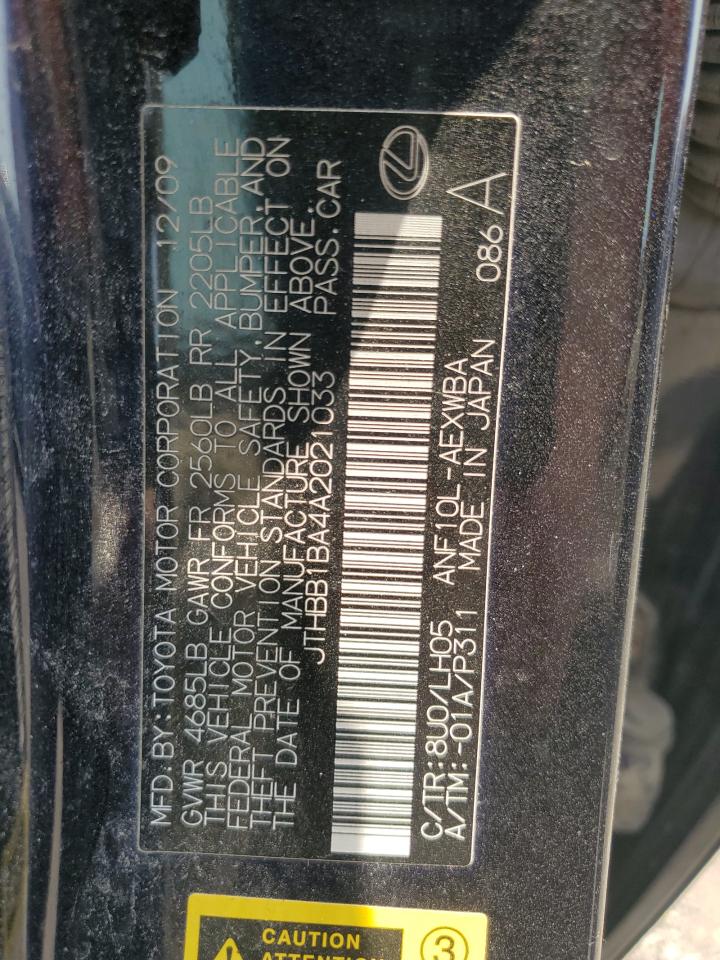 MFD.BY:TOYOTA MOTOR CORPORATION 12/09
GVWR 4685LB GAWR FR 2560LB RR 2205LB
THIS VEHICLE CONFORMS TO ALL APPLICABLE
FEDERAL MOTOR VEHICLE SAFETY, BUMPER, AND
THEFT PREVENTION STANDARDS IN EFFECT ON
THE DATE OF MANUFACTURE SHOWN ABOVE.
JTHBB1BA4A2021033 PASS.CAR
C/TR:8U0/LH05 ANF10L-AEXWBA 086
A/TM:-01A/P311 MADE IN JAPAN A
CAUTION
ATTENTION
3